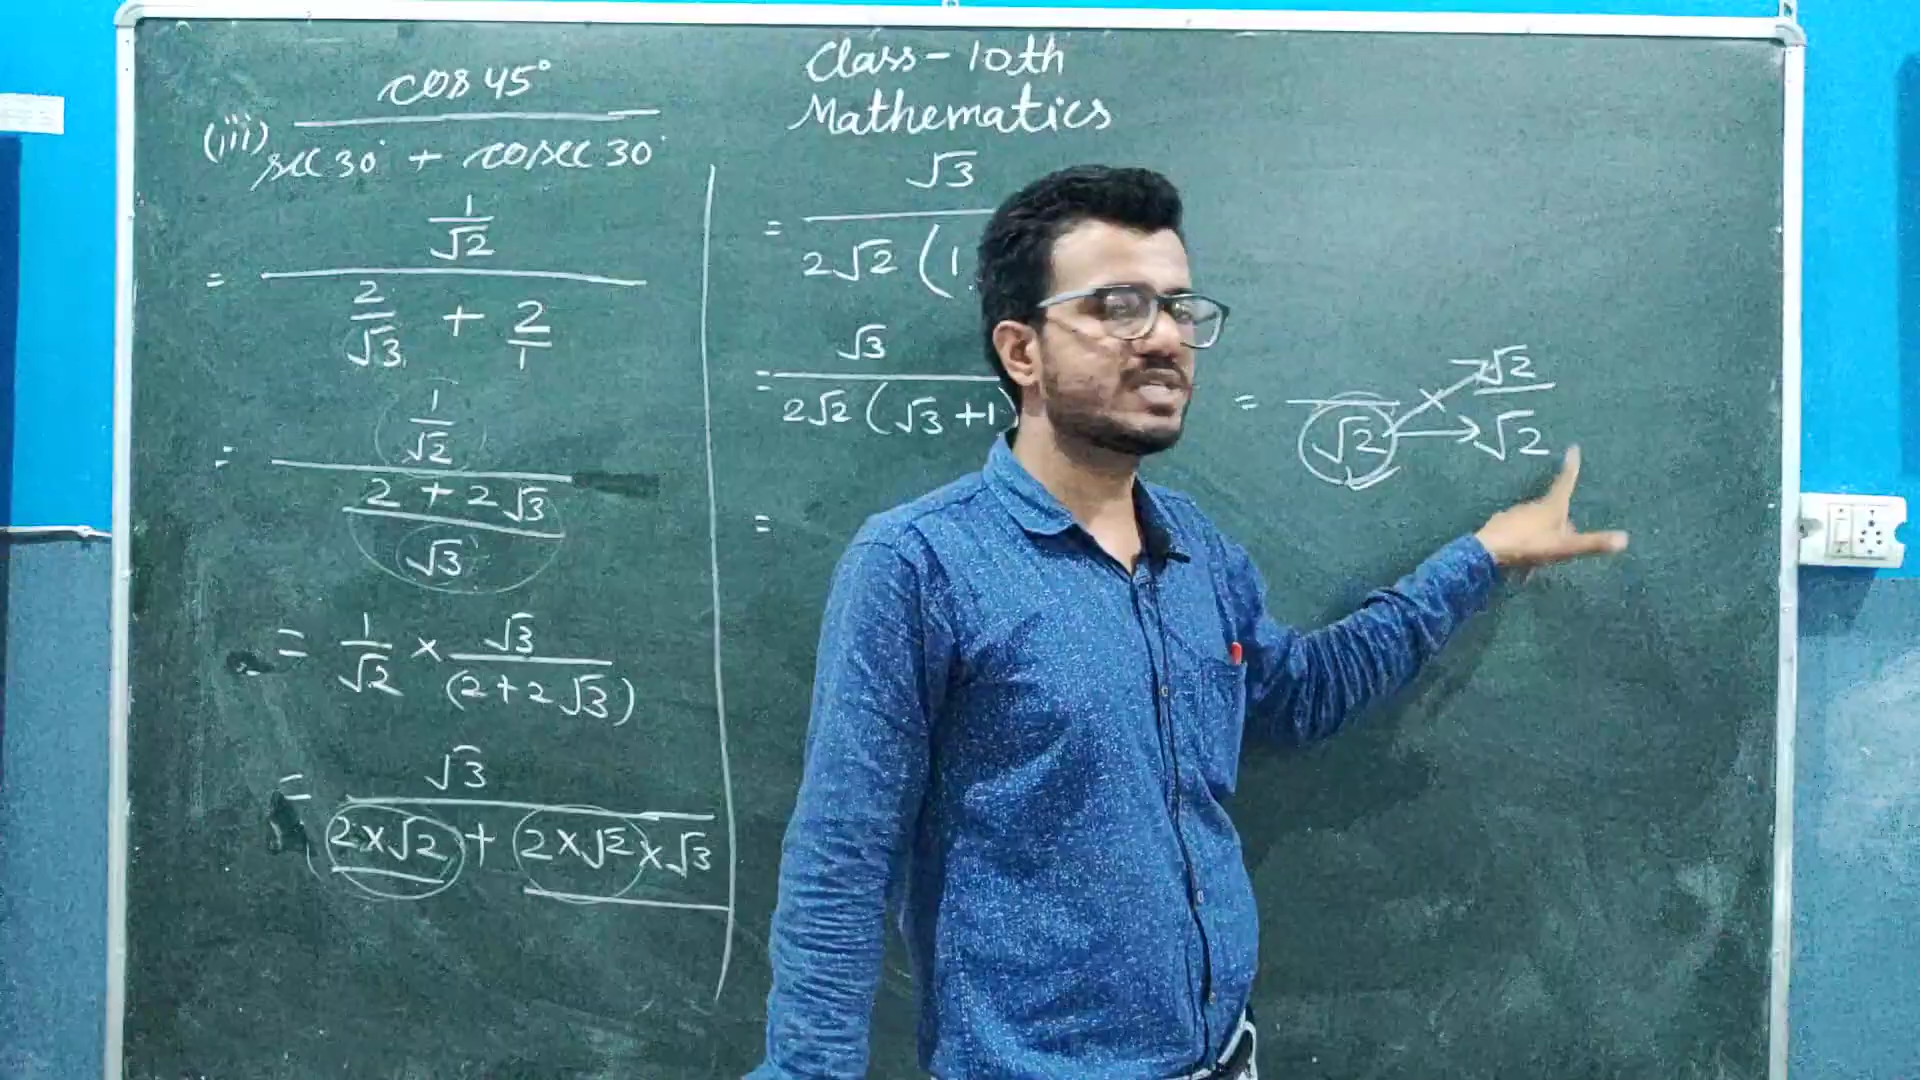 Class-10th
Mathematics
(iii) cos 45° / sec 30° + cosec 30°
= 1/√2 / 2/√3 + 2/1
= 1/√2 / 2 + 2√3 / √3
= 1/√2 × √3/(2+2√3)
= √3 / 2×√2 + 2×√2×√3
= √3 / 2√2 (1
= √3 / 2√2 (√3+1)
=
= /√2 × √2/√2